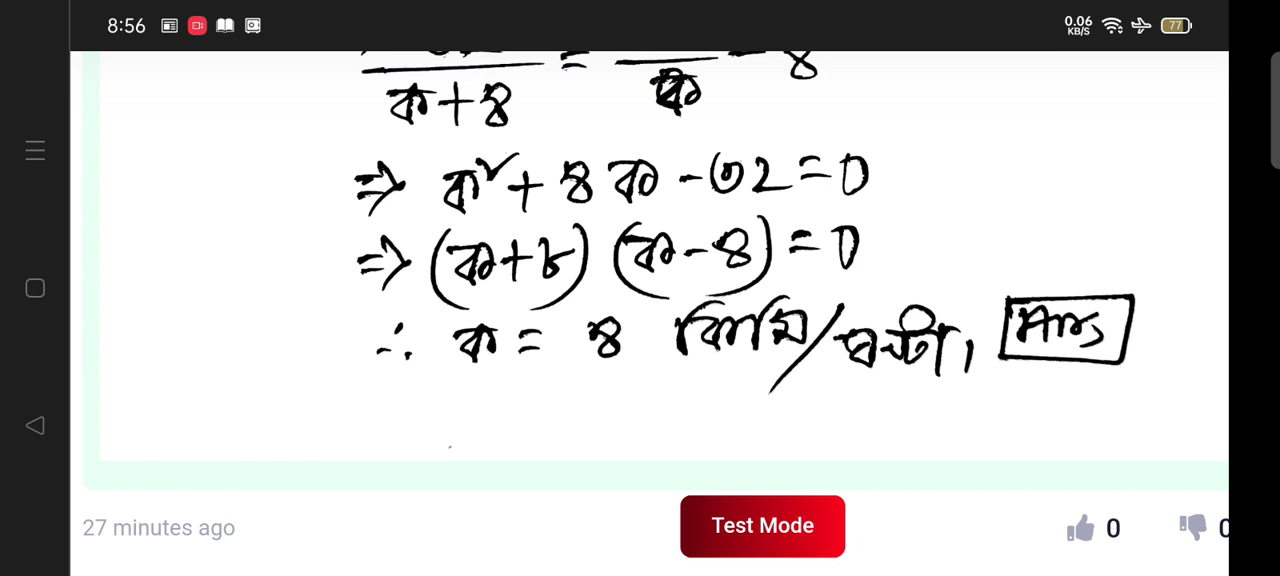 8:56 0.06 KB/S 77
ক+৪ = ক - ৪
⇒ ক² + ৪ক - ৩২ = 0
⇒ (ক+৮) (ক-৪) = 0
∴ ক = ৪ কিমি/ঘন্টা, Ans
27 minutes ago Test Mode 0 0